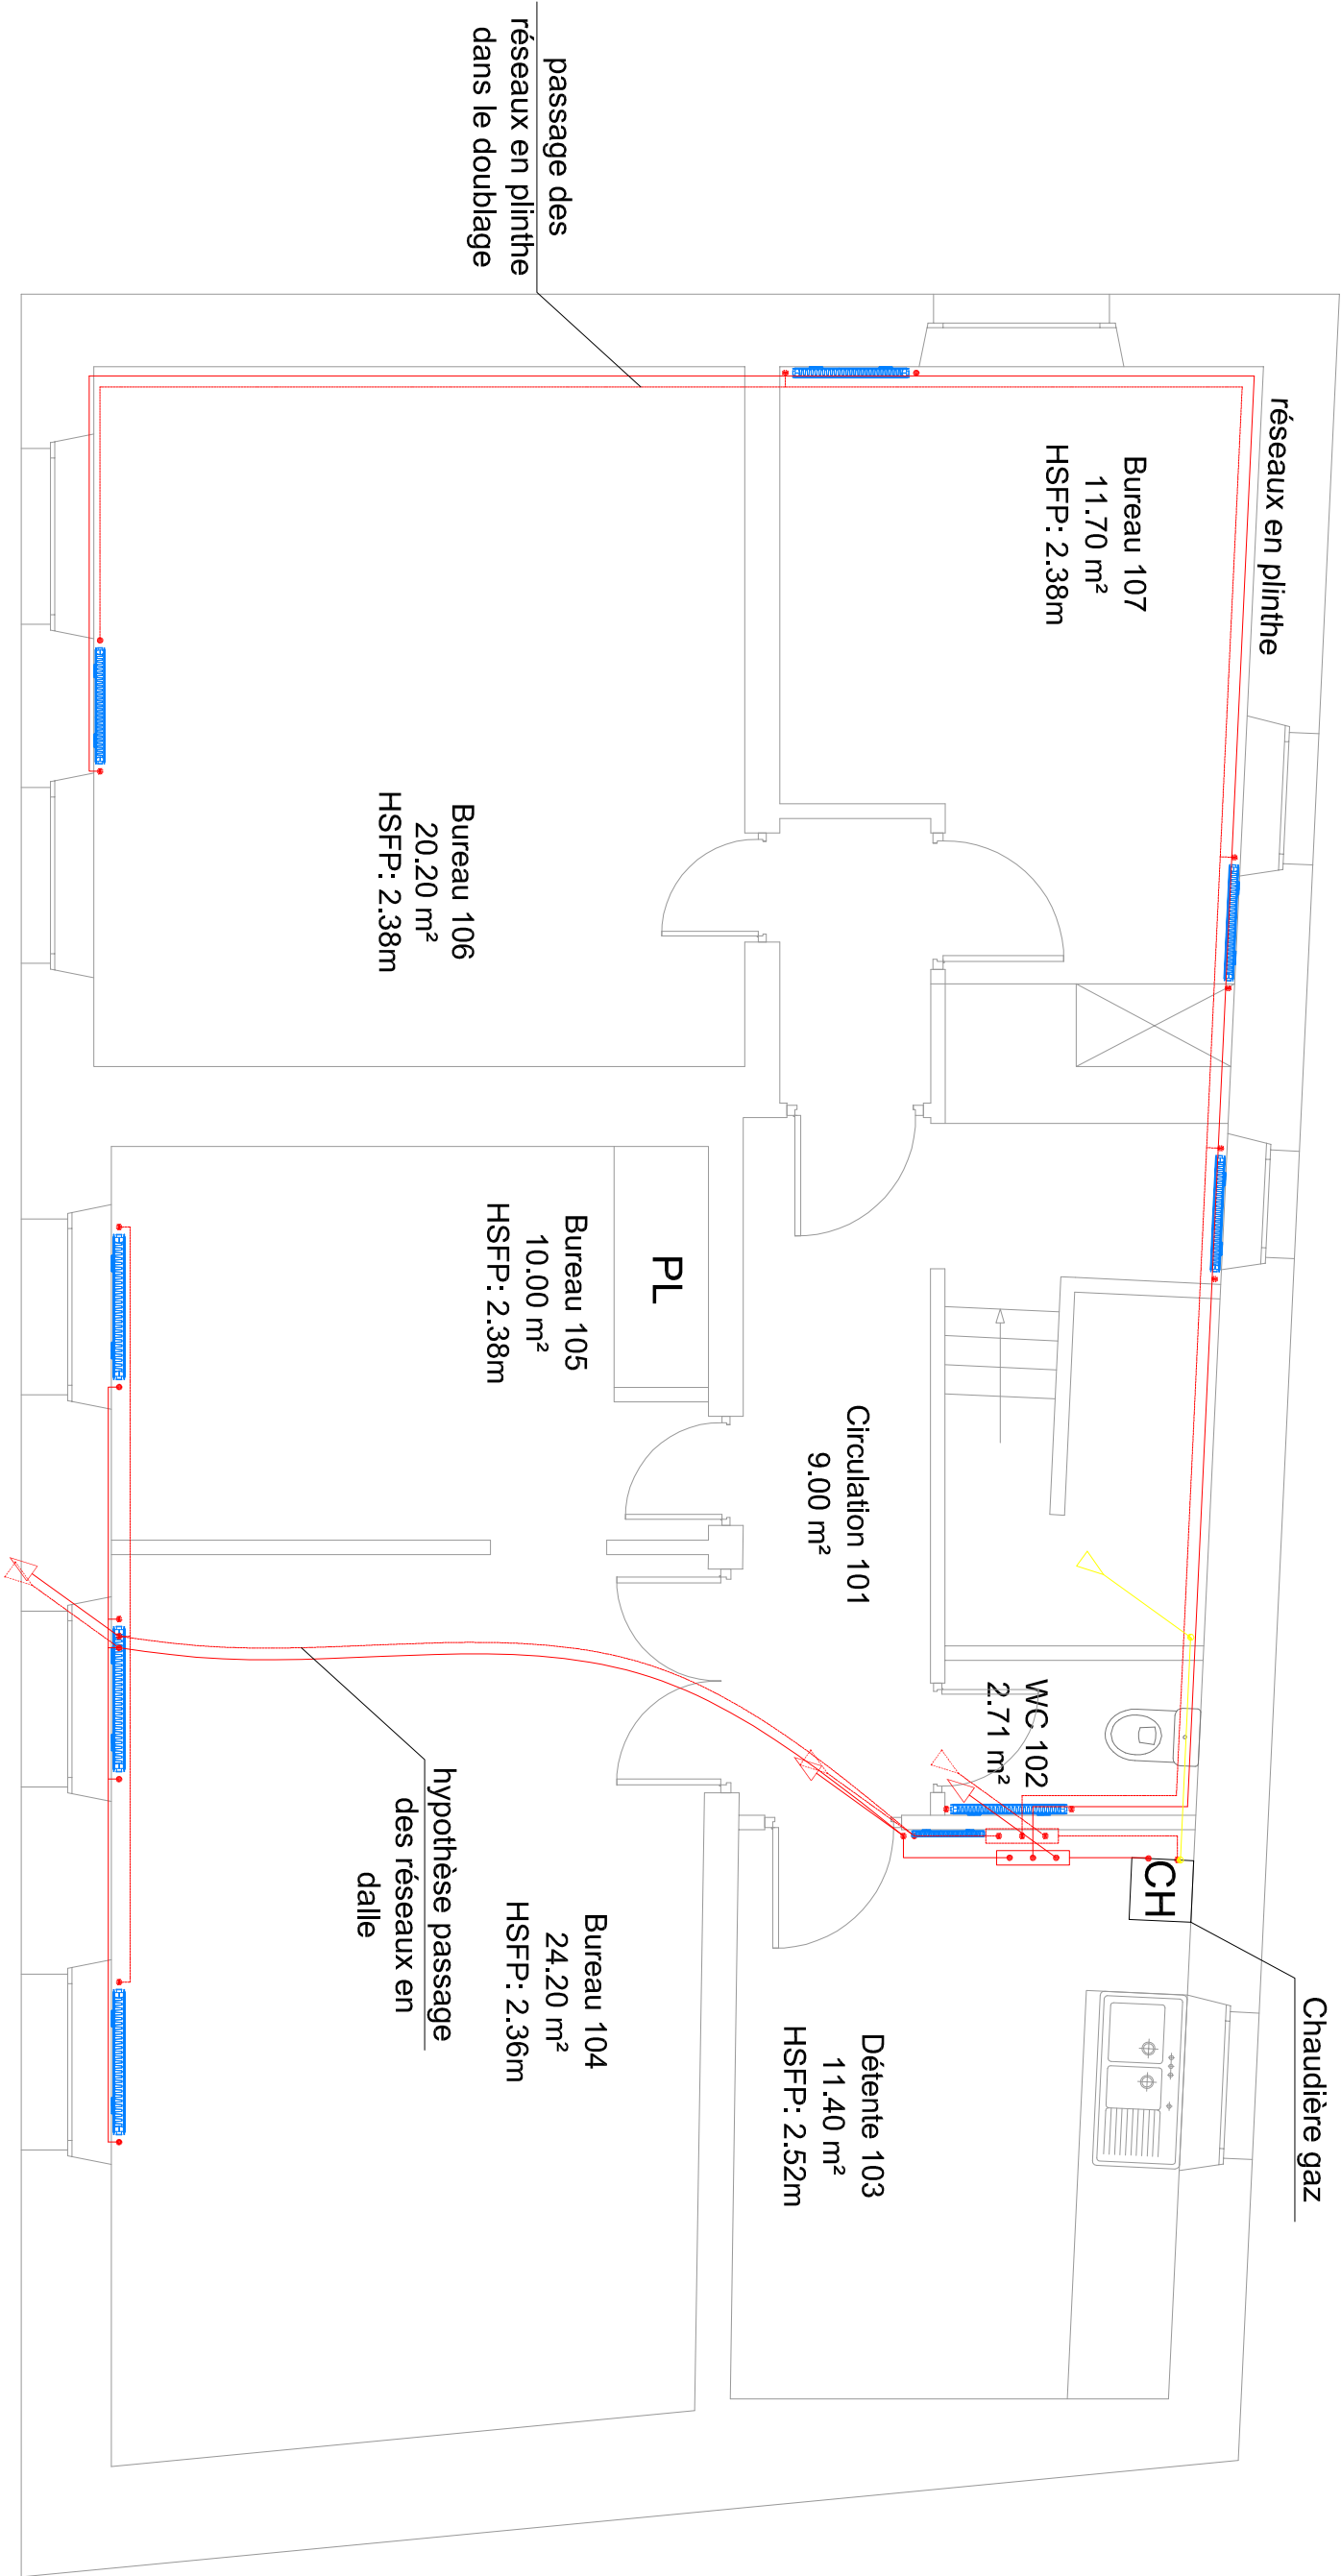 passage des
réseaux en plinthe
dans le doublage
réseaux en plinthe
Bureau 107
11.70 m²
HSFP: 2.38m
Bureau 106
20.20 m²
HSFP: 2.38m
PL
Bureau 105
10.00 m²
HSFP: 2.38m
Circulation 101
9.00 m²
WC 102
2.71 m²
hypothèse passage
des réseaux en
dalle
CH
Chaudière gaz
Bureau 104
24.20 m²
HSFP: 2.36m
Détente 103
11.40 m²
HSFP: 2.52m